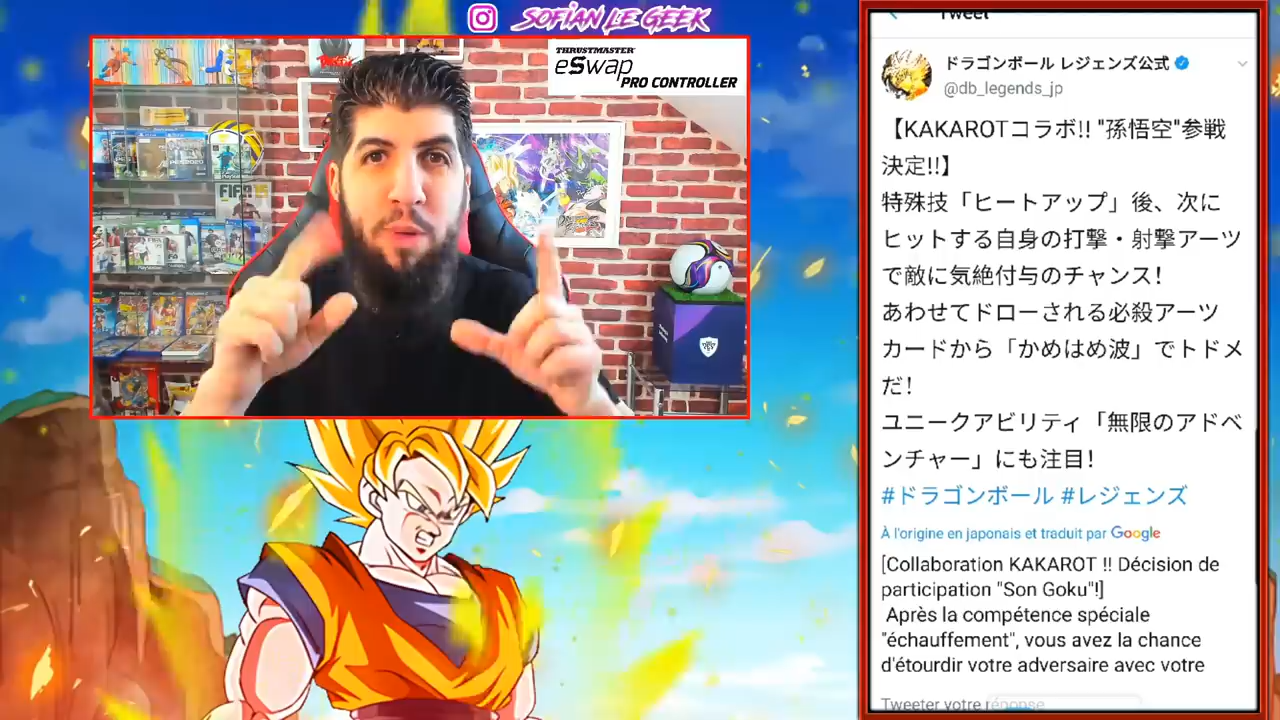 SOFIAN LE GEEK
THRUSTMASTER
eSwap
PRO CONTROLLER
FIFA
Tweet
ドラゴンボール レジェンズ公式
@db_legends_jp
【KAKAROTコラボ!! "孫悟空"参戦
決定!!】
特殊技「ヒートアップ」後、次に
ヒットする自身の打撃・射撃アーツ
で敵に気絶付与のチャンス!
あわせてドローされる必殺アーツ
カードから「かめはめ波」でトドメ
だ!
ユニークアビリティ「無限のアドベ
ンチャー」にも注目!
#ドラゴンボール #レジェンズ
À l'origine en japonais et traduit par Google
[Collaboration KAKAROT !! Décision de
participation "Son Goku"!]
Après la compétence spéciale
"échauffement", vous avez la chance
d'étourdir votre adversaire avec votre
Tweeter votre réponse